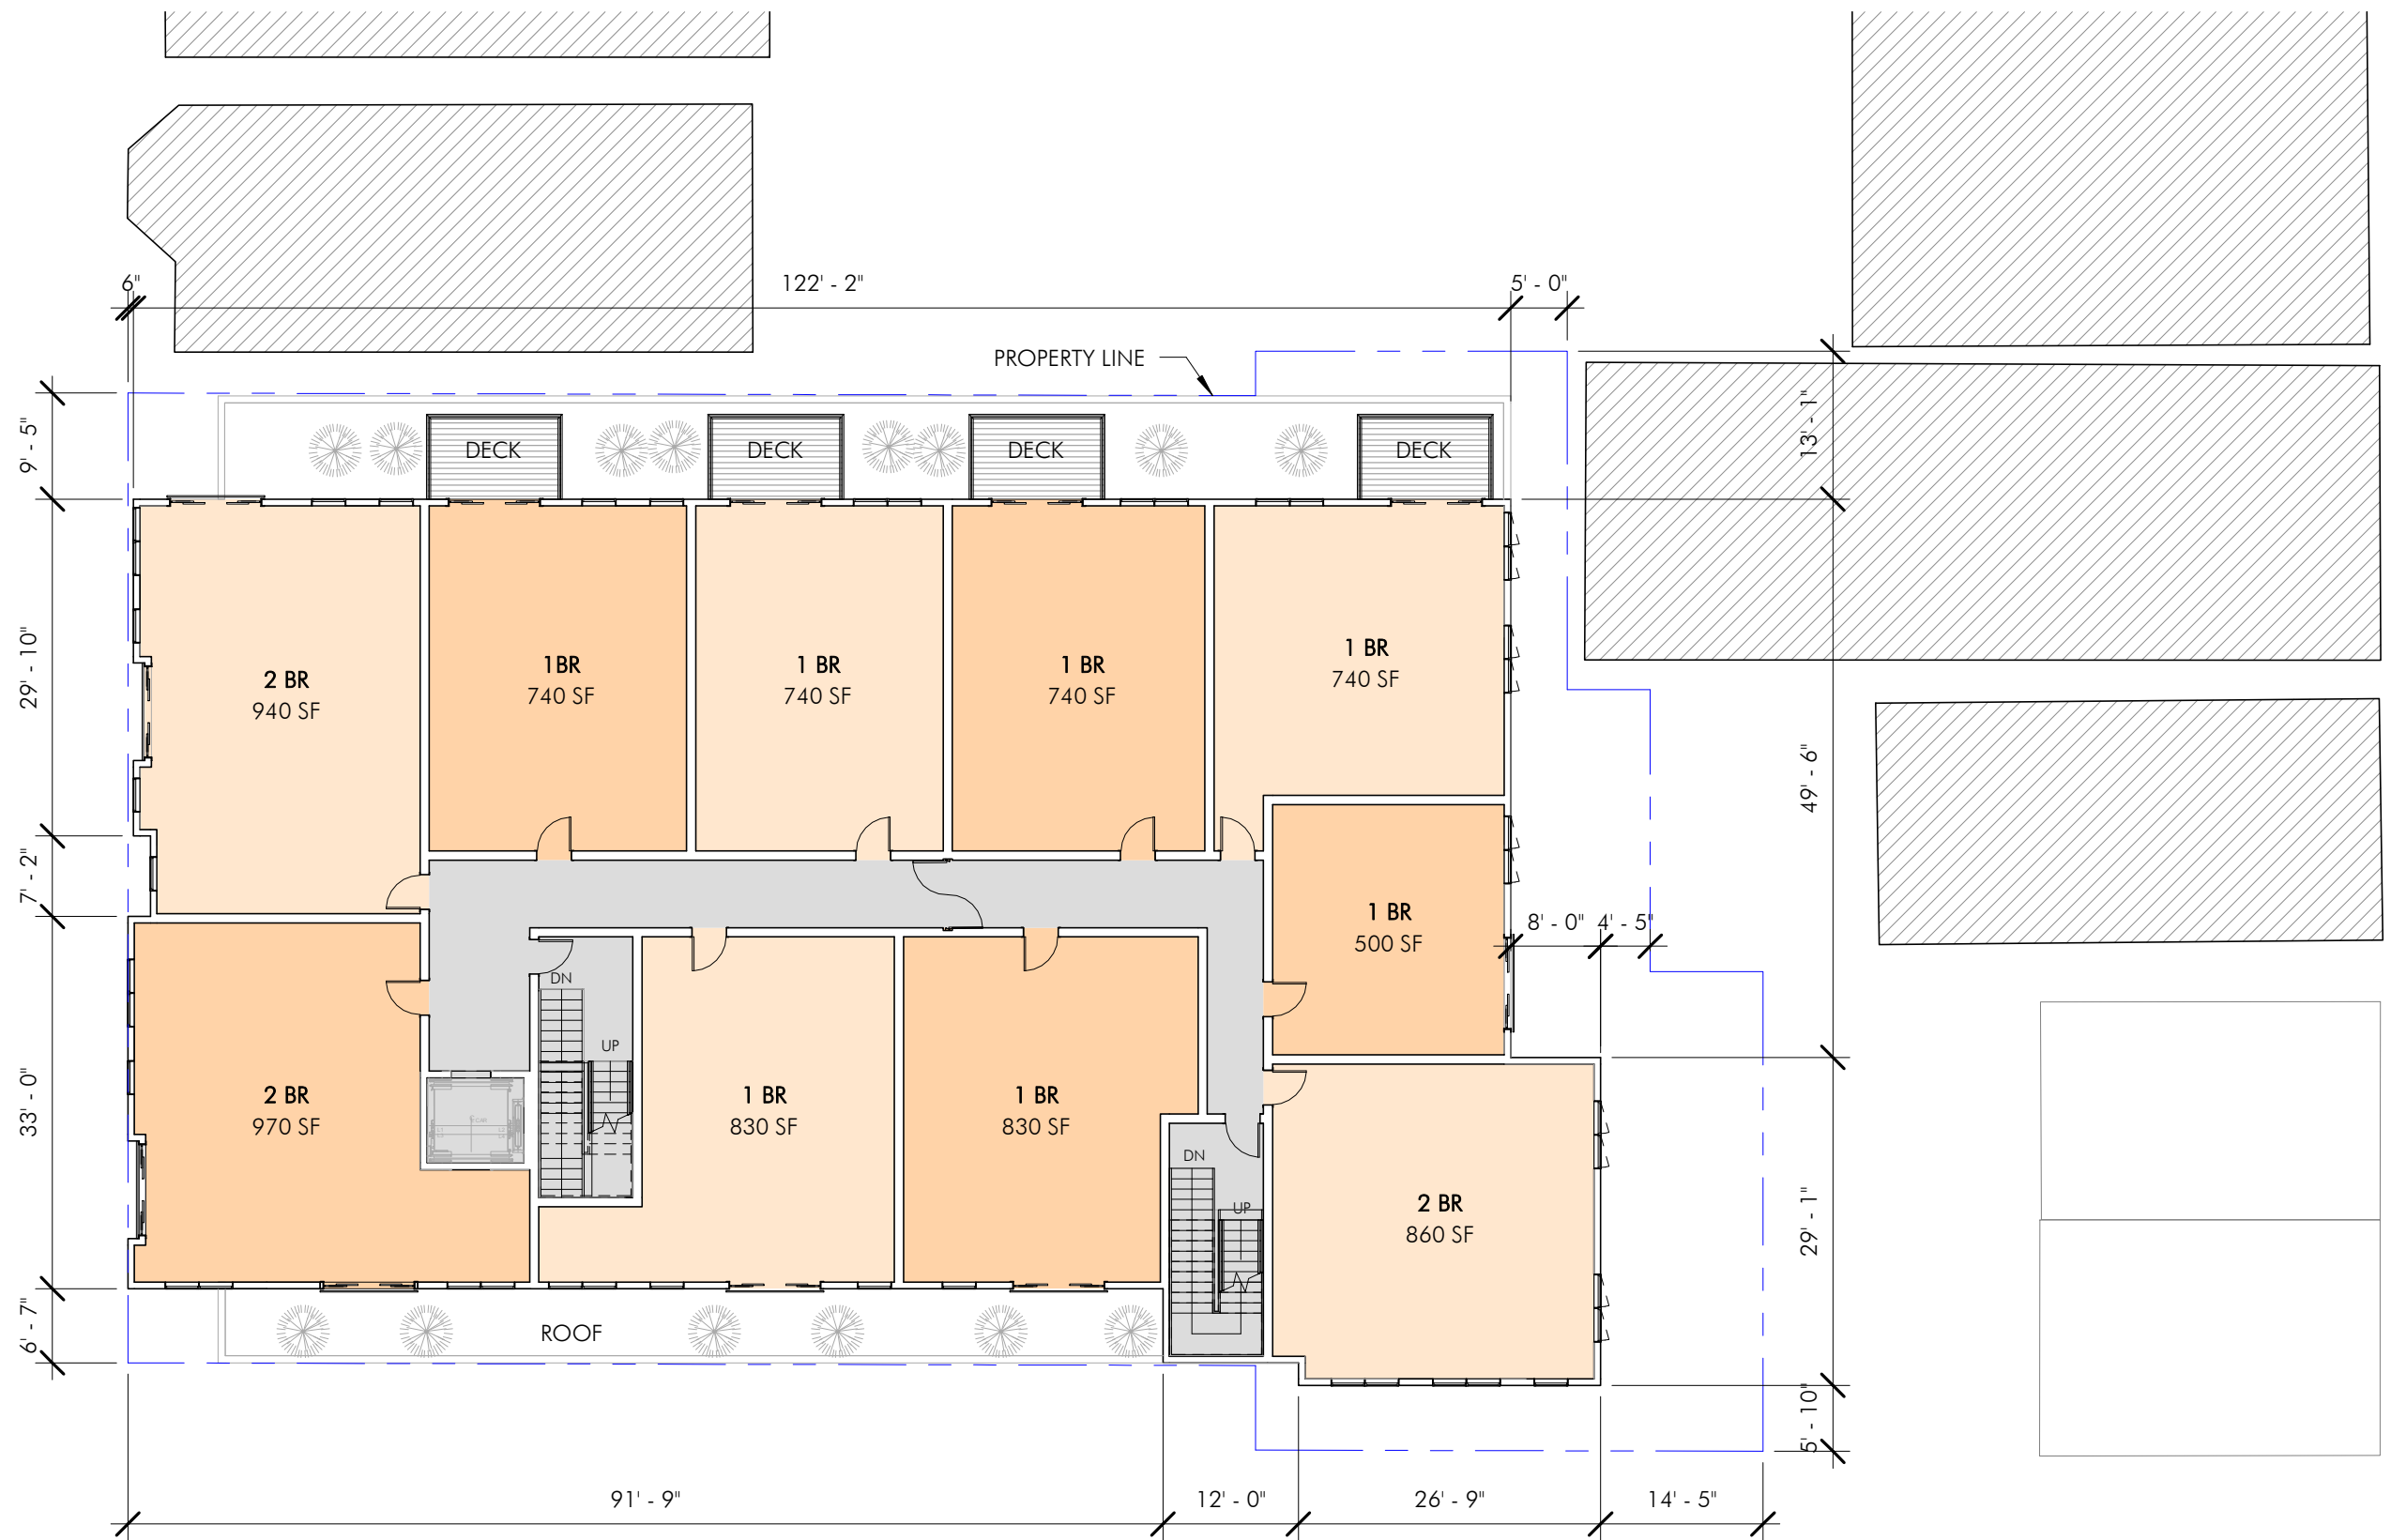 6"
122' - 2"
5' - 0"
PROPERTY LINE
9' - 5"
13' - 1"
DECK
DECK
DECK
DECK
29' - 10"
2 BR
940 SF
1BR
740 SF
1 BR
740 SF
1 BR
740 SF
1 BR
740 SF
49' - 6"
7' - 2"
1 BR
500 SF
8' - 0"
4' - 5"
DN
UP
33' - 0"
2 BR
970 SF
1 BR
830 SF
1 BR
830 SF
DN
UP
2 BR
860 SF
29' - 1"
6' - 7"
ROOF
5' - 10"
91' - 9"
12' - 0"
26' - 9"
14' - 5"